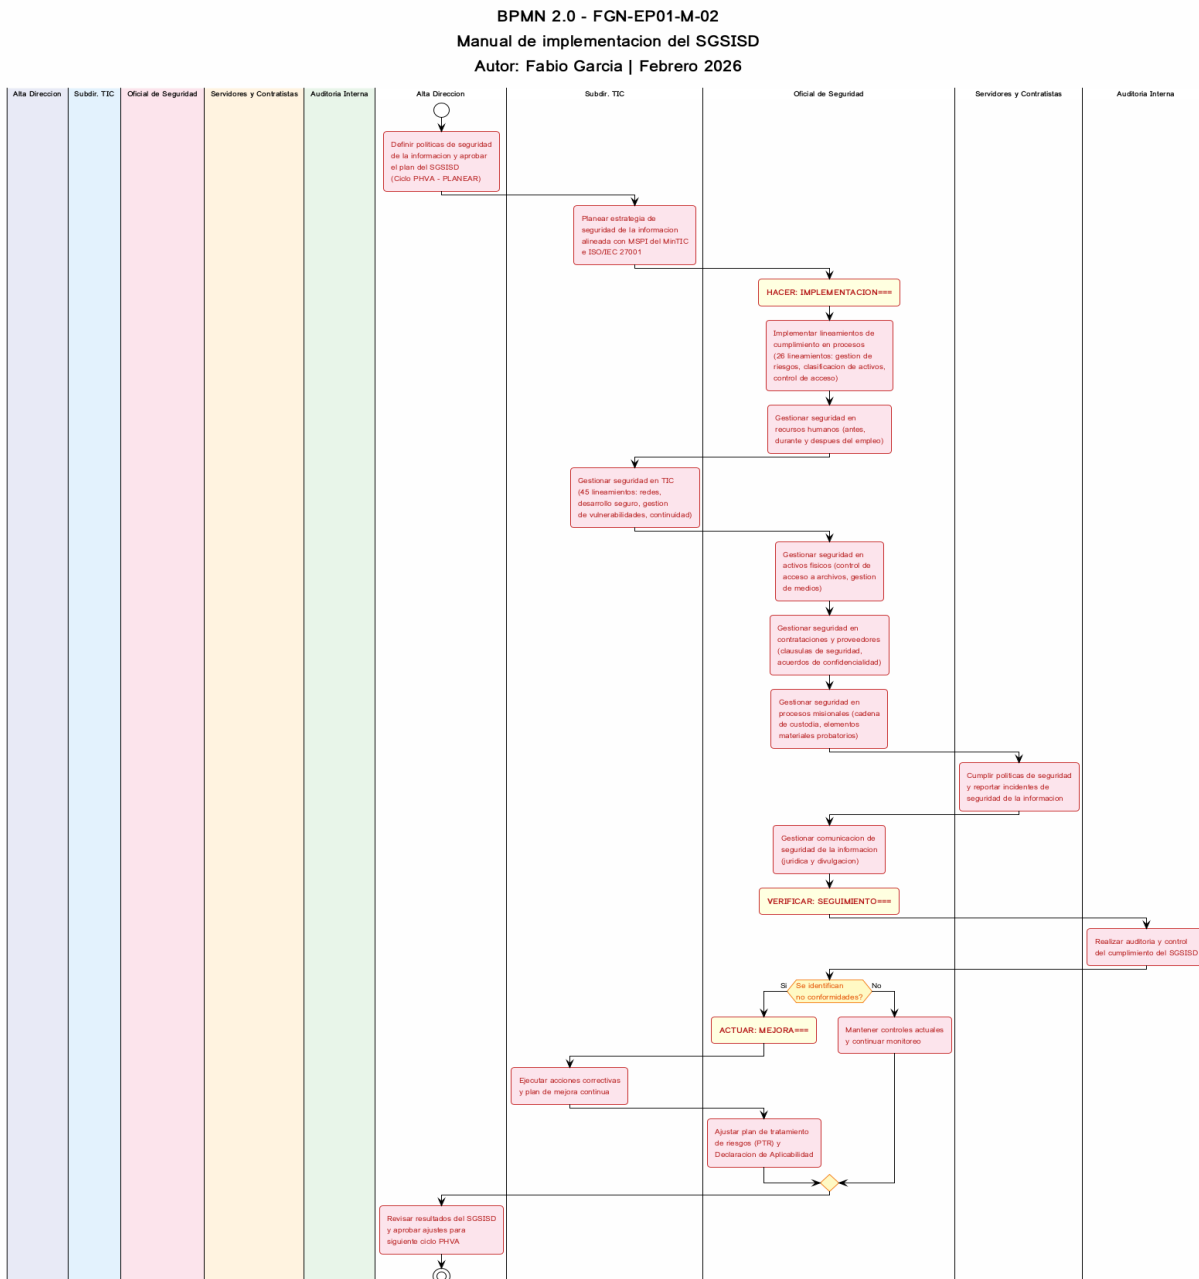 BPMN 2.0 - FGN-EP01-M-02
Manual de implementacion del SGSISD
Autor: Fabio Garcia | Febrero 2026
Alta Direccion
Subdir. TIC
Oficial de Seguridad
Servidores y Contratistas
Auditoria Interna
Alta Direccion
Subdir. TIC
Oficial de Seguridad
Servidores y Contratistas
Auditoria Interna
Definir politicas de seguridad
de la informacion y aprobar
el plan del SGSISD
(Ciclo PHVA - PLANEAR)
Planear estrategia de
seguridad de la informacion
alineada con MSPI del MinTIC
e ISO/IEC 27001
HACER: IMPLEMENTACION===
Implementar lineamientos de
cumplimiento en procesos
(26 lineamientos: gestion de
riesgos, clasificacion de activos,
control de acceso)
Gestionar seguridad en
recursos humanos (antes,
durante y despues del empleo)
Gestionar seguridad en TIC
(45 lineamientos: redes,
desarrollo seguro, gestion
de vulnerabilidades, continuidad)
Gestionar seguridad en
activos fisicos (control de
acceso a archivos, gestion
de medios)
Gestionar seguridad en
contrataciones y proveedores
(clausulas de seguridad,
acuerdos de confidencialidad)
Gestionar seguridad en
procesos misionales (cadena
de custodia, elementos
materiales probatorios)
Cumplir politicas de seguridad
y reportar incidentes de
seguridad de la informacion
Gestionar comunicacion de
seguridad de la informacion
(juridica y divulgacion)
VERIFICAR: SEGUIMIENTO===
Realizar auditoria y control
del cumplimiento del SGSISD
Si
Se identifican
no conformidades?
No
ACTUAR: MEJORA===
Mantener controles actuales
y continuar monitoreo
Ejecutar acciones correctivas
y plan de mejora continua
Ajustar plan de tratamiento
de riesgos (PTR) y
Declaracion de Aplicabilidad
Revisar resultados del SGSISD
y aprobar ajustes para
siguiente ciclo PHVA